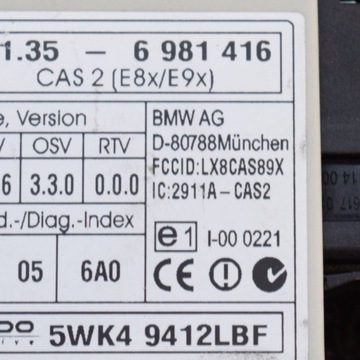 1.35 – 6 981 416
CAS 2 (E8x/E9x)
e, Version
V OSV RTV
6 3.3.0 0.0.0
d.-/Diag.-Index
05 6A0
BMW AG
D-80788München
FCCID:LX8CAS89X
IC:2911A–CAS2
e1 I-00 0221
CE
5WK4 9412LBF